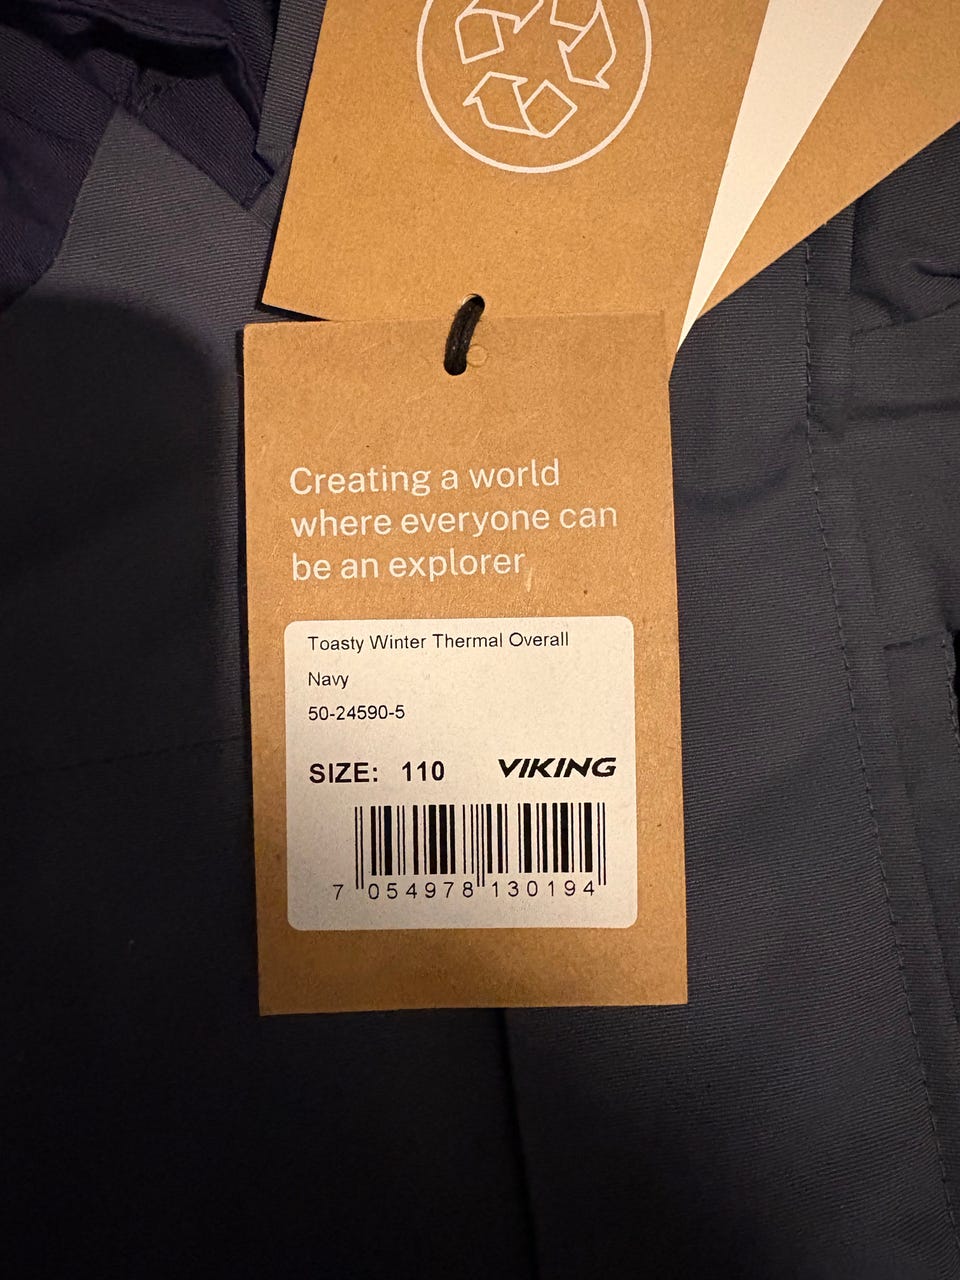 Creating a world
where everyone can
be an explorer
Toasty Winter Thermal Overall
Navy
50-24590-5
SIZE: 110 VIKING
7 054978 130194